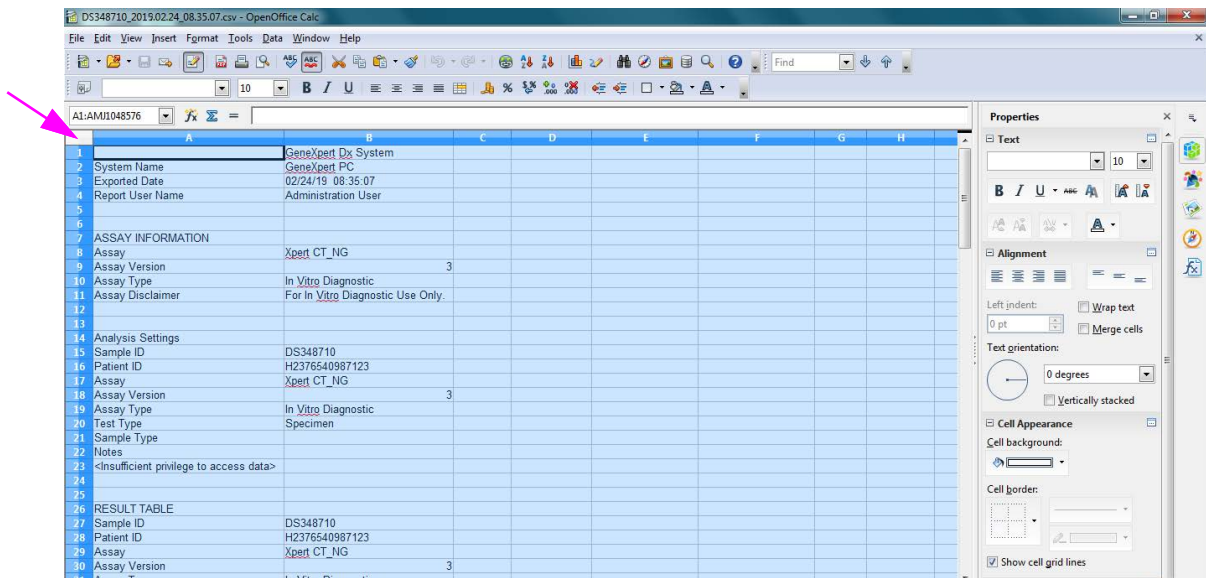 DS348710_2019.02.24_08.35.07.csv - OpenOffice Calc
File Edit View Insert Format Tools Data Window Help
Find
10 B I U
A1:AMJ1048576 = Properties
A B C D E F G H
Text
1 GeneXpert Dx System
2 System Name GeneXpert PC 10
3 Exported Date 02/24/19 08:35:07
4 Report User Name Administration User B I U
5
6
7 ASSAY INFORMATION
8 Assay Xpert CT_NG Alignment
9 Assay Version 3
10 Assay Type In Vitro Diagnostic
11 Assay Disclaimer For In Vitro Diagnostic Use Only.
12 Left indent: Wrap text
13 0 pt Merge cells
14 Analysis Settings
15 Sample ID DS348710 Text orientation:
16 Patient ID H2376540987123
17 Assay Xpert CT_NG 0 degrees
18 Assay Version 3
19 Assay Type In Vitro Diagnostic Vertically stacked
20 Test Type Specimen Cell Appearance
21 Sample Type
22 Notes Cell background:
23 <Insufficient privilege to access data>
24
25 Cell border:
26 RESULT TABLE
27 Sample ID DS348710
28 Patient ID H2376540987123
29 Assay Xpert CT_NG
30 Assay Version 3 Show cell grid lines